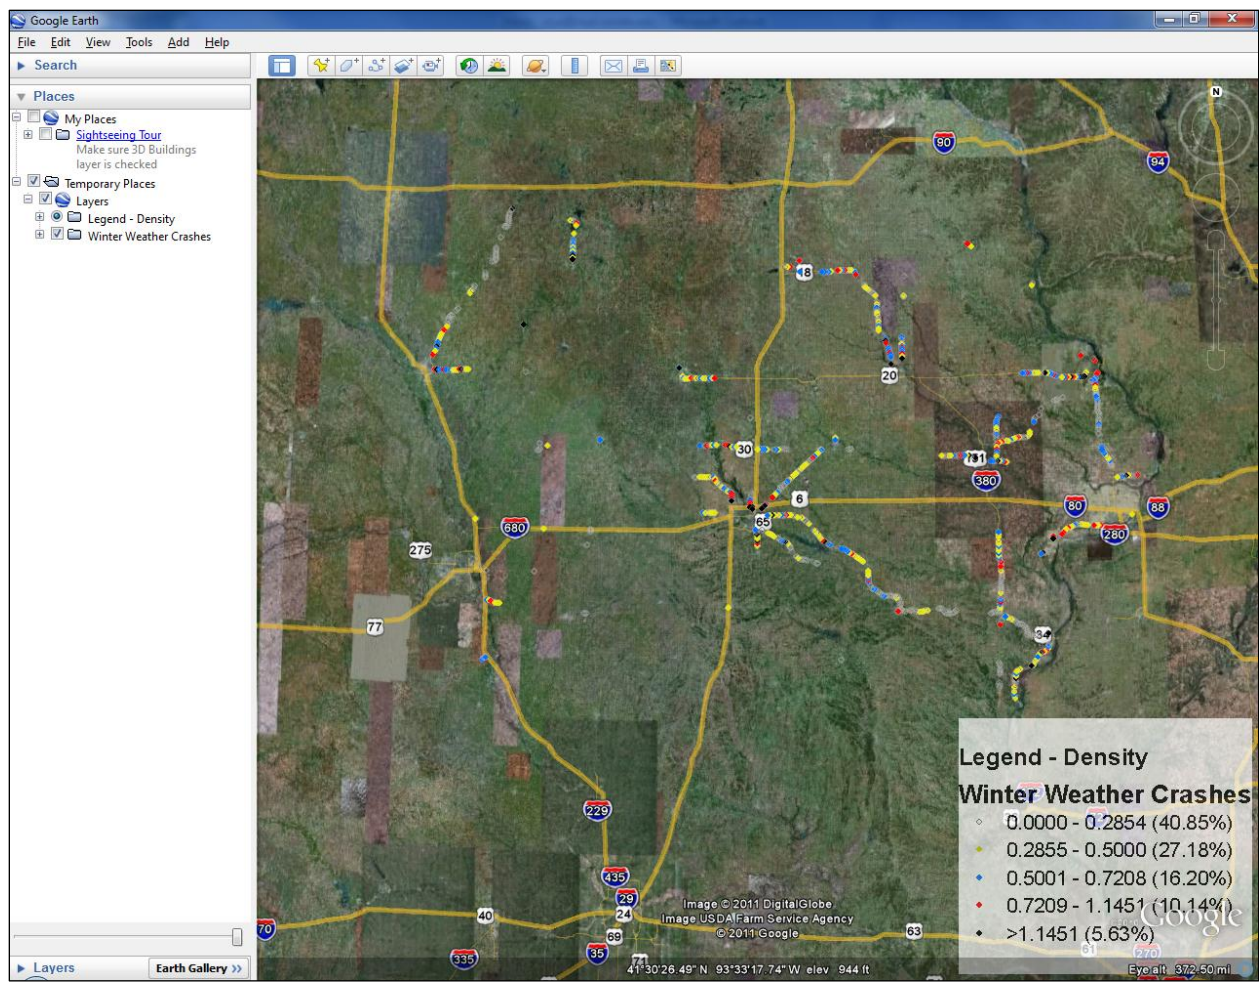 Google Earth
File Edit View Tools Add Help
Search
Places
My Places
Sightseeing Tour
Make sure 3D Buildings
layer is checked
Temporary Places
Layers
Legend - Density
Winter Weather Crashes
Layers
Earth Gallery >>
N
90
94
18
20
30
380
6
65
80
88
280
680
275
77
34
229
435
29
24
40
70
69
35
335
71
63
61
270
Legend - Density
Winter Weather Crashes
0.0000 - 0.2854 (40.85%)
0.2855 - 0.5000 (27.18%)
0.5001 - 0.7208 (16.20%)
0.7209 - 1.1451 (10.14%)
>1.1451 (5.63%)
Google
Image © 2011 DigitalGlobe
Image USDA Farm Service Agency
© 2011 Google
41°30'26.49" N 93°33'17.74" W elev 944 ft
Eye alt 372.50 mi